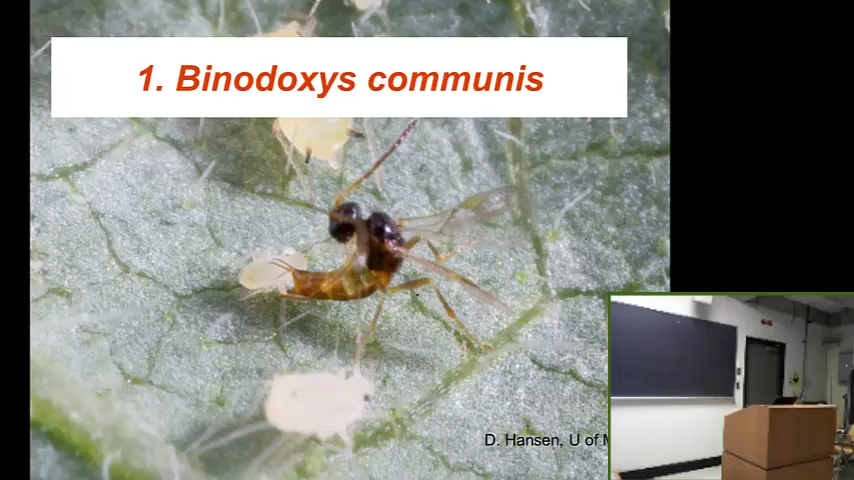 1. Binodoxys communis
D. Hansen, U of